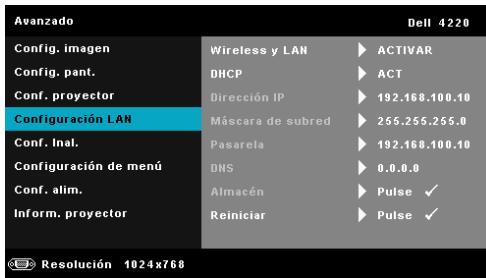 Avanzado Dell 4220
Config. imagen Wireless y LAN ACTIVAR
Config. pant. DHCP ACT
Conf. proyector Dirección IP 192.168.100.10
Configuración LAN Máscara de subred 255.255.255.0
Conf. Inal. Pasarela 192.168.100.10
Configuración de menú DNS 0.0.0.0
Conf. alim. Almacén Pulse ✓
Inform. proyector Reiniciar Pulse ✓
Resolución 1024x768